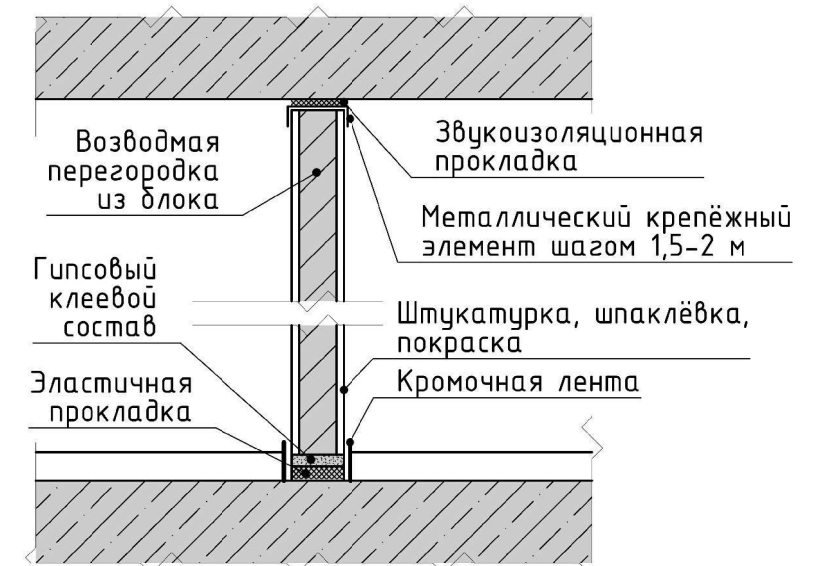 Возводмая
перегородка
из блока
Звукоизоляционная
прокладка
Металлический крепёжный
элемент шагом 1,5-2 м
Гипсовый
клеевой
состав
Штукатурка, шпаклёвка,
покраска
Эластичная
прокладка
Кромочная лента